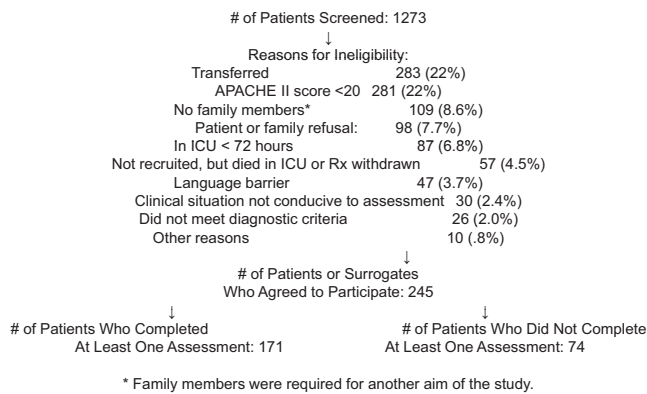 # of Patients Screened: 1273
↓
Reasons for Ineligibility:
Transferred 283 (22%)
APACHE II score <20 281 (22%)
No family members* 109 (8.6%)
Patient or family refusal: 98 (7.7%)
In ICU < 72 hours 87 (6.8%)
Not recruited, but died in ICU or Rx withdrawn 57 (4.5%)
Language barrier 47 (3.7%)
Clinical situation not conducive to assessment 30 (2.4%)
Did not meet diagnostic criteria 26 (2.0%)
Other reasons 10 (.8%)
↓
# of Patients or Surrogates
Who Agreed to Participate: 245
↓ ↓
# of Patients Who Completed # of Patients Who Did Not Complete
At Least One Assessment: 171 At Least One Assessment: 74
* Family members were required for another aim of the study.